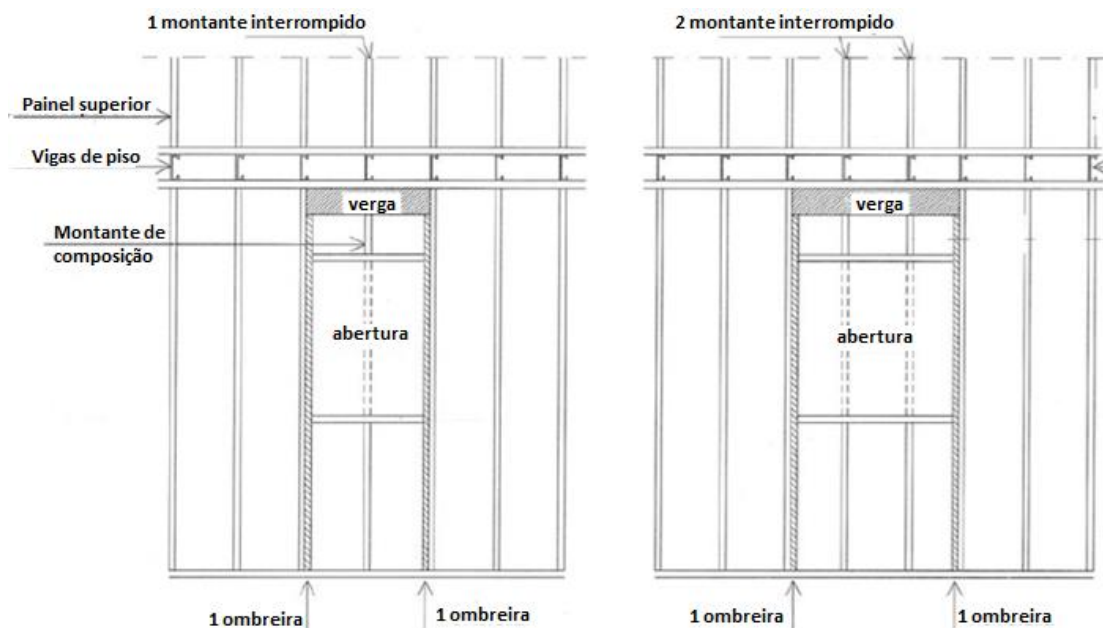 1 montante interrompido
2 montante interrompido
Painel superior
Vigas de piso
verga
verga
Montante de
composição
abertura
abertura
1 ombreira
1 ombreira
1 ombreira
1 ombreira